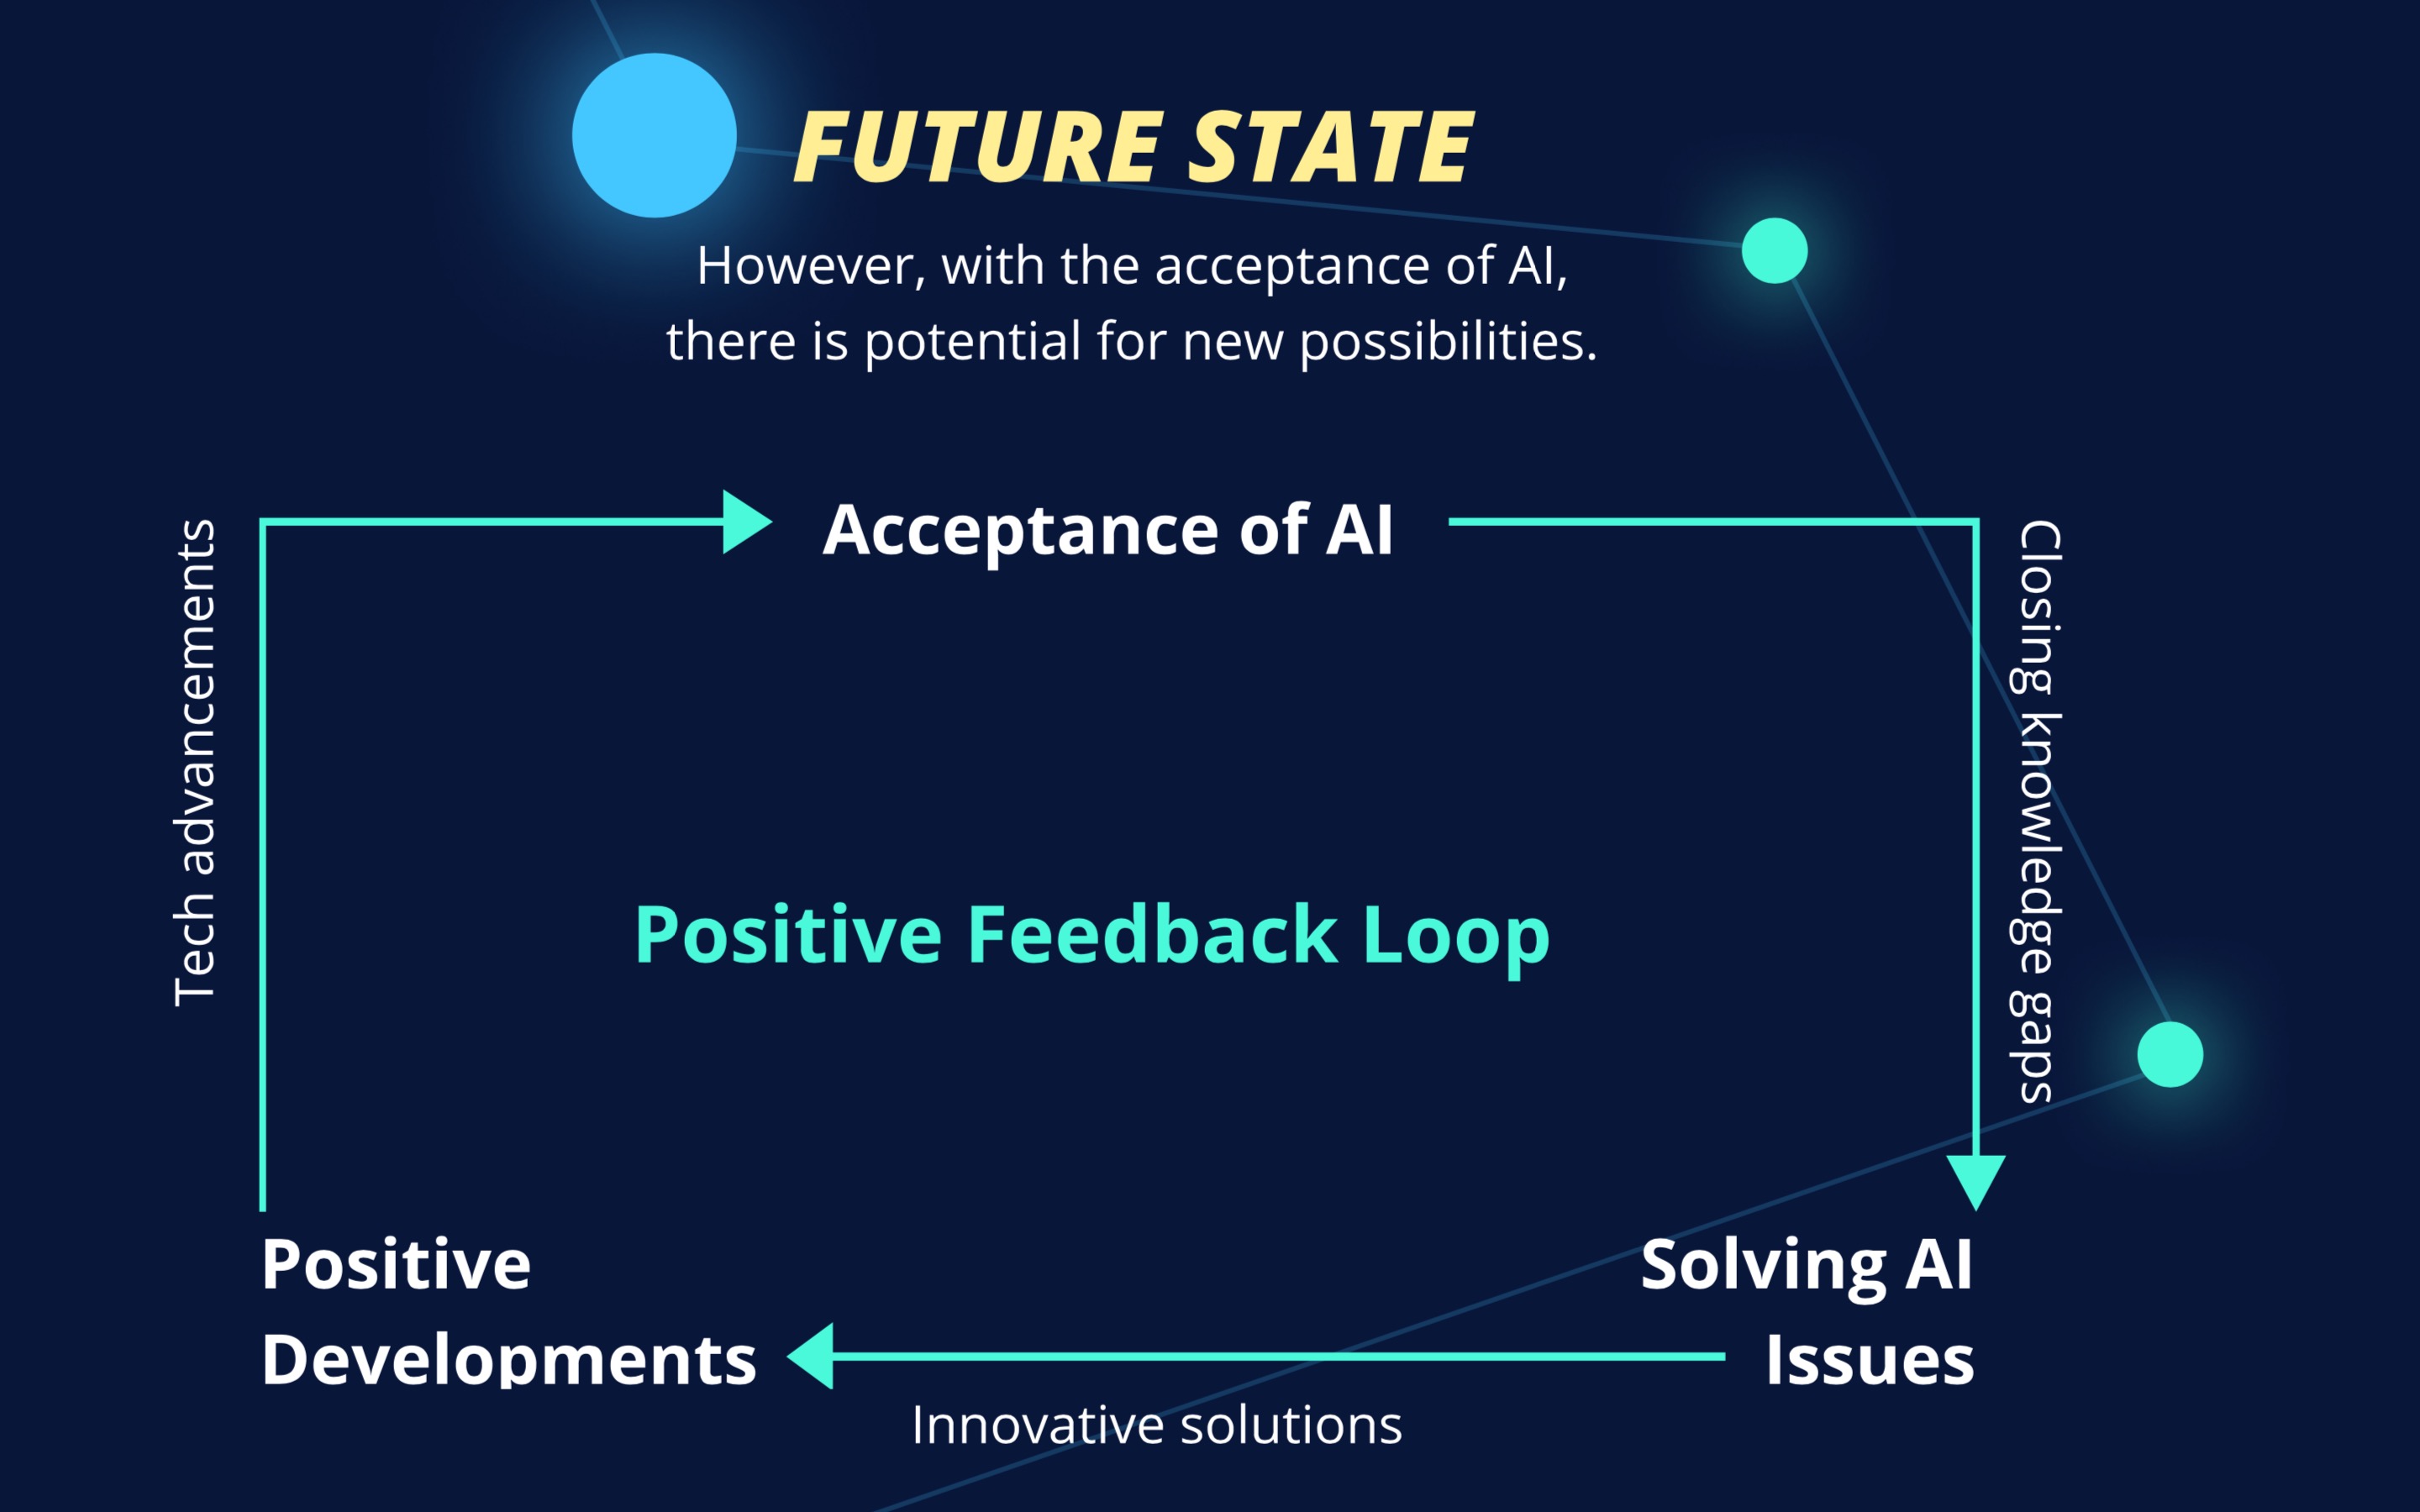 FUTURE STATE
However, with the acceptance of AI,
there is potential for new possibilities.
Acceptance of AI
Tech advancements
Closing knowledge gaps
Positive Feedback Loop
Positive
Developments
Solving AI
Issues
Innovative solutions